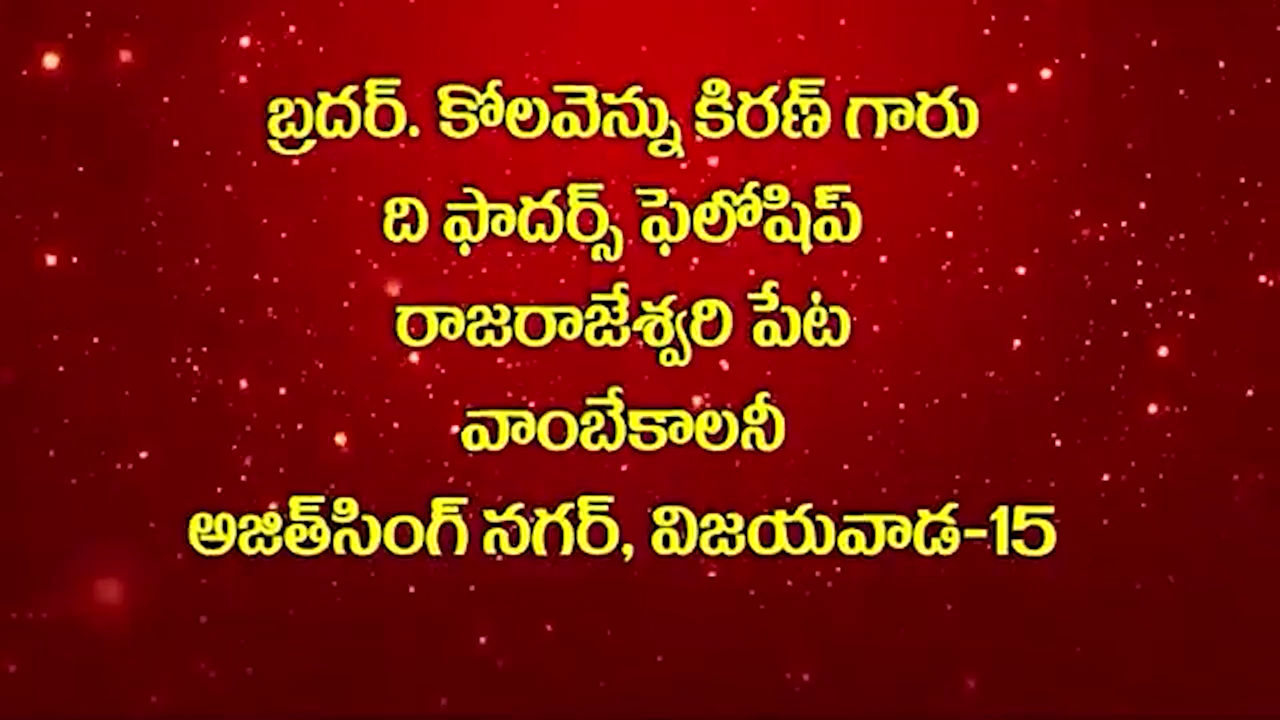 బ్రదర్. కోలవెన్ను కిరణ్ గారు
ది ఫాదర్స్ ఫెలోషిప్
రాజరాజేశ్వరి పేట
వాంబేకాలనీ
అజిత్‌సింగ్ నగర్, విజయవాడ-15